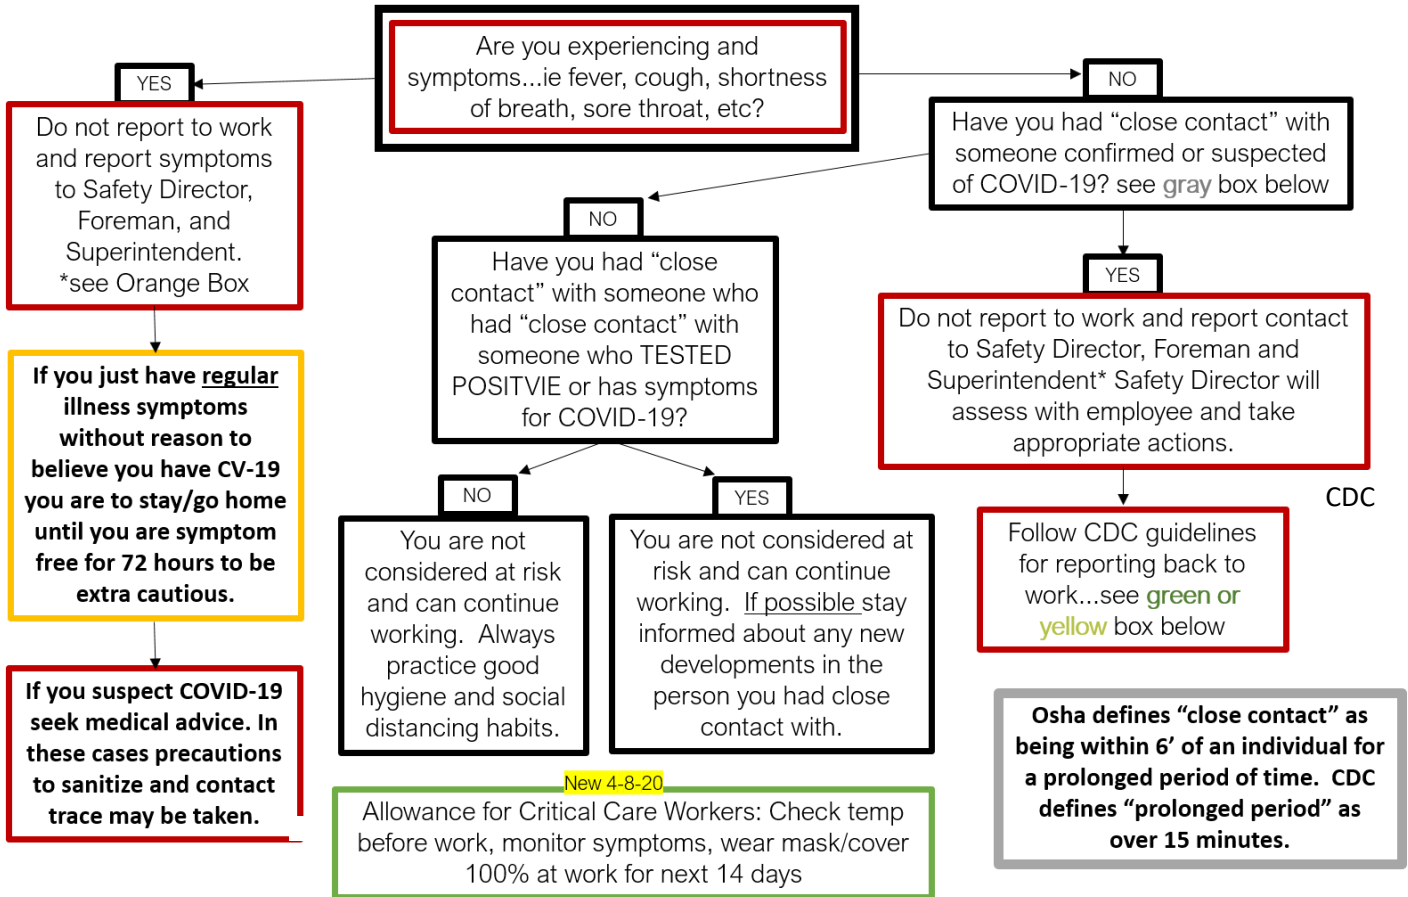 Are you experiencing and
symptoms...ie fever, cough, shortness
of breath, sore throat, etc?
YES
Do not report to work
and report symptoms
to Safety Director,
Foreman, and
Superintendent.
*see Orange Box
If you just have regular
illness symptoms
without reason to
believe you have CV-19
you are to stay/go home
until you are symptom
free for 72 hours to be
extra cautious.
If you suspect COVID-19
seek medical advice. In
these cases precautions
to sanitize and contact
trace may be taken.
NO
Have you had “close contact” with
someone confirmed or suspected
of COVID-19? see gray box below
NO
Have you had “close
contact” with someone who
had “close contact” with
someone who TESTED
POSITVIE or has symptoms
for COVID-19?
NO
You are not
considered at risk
and can continue
working.  Always
practice good
hygiene and social
distancing habits.
YES
You are not considered at
risk and can continue
working.  If possible stay
informed about any new
developments in the
person you had close
contact with.
YES
Do not report to work and report contact
to Safety Director, Foreman and
Superintendent* Safety Director will
assess with employee and take
appropriate actions.
CDC
Follow CDC guidelines
for reporting back to
work...see green or
yellow box below
Osha defines “close contact” as
being within 6’ of an individual for
a prolonged period of time.  CDC
defines “prolonged period” as
over 15 minutes.
New 4-8-20
Allowance for Critical Care Workers: Check temp
before work, monitor symptoms, wear mask/cover
100% at work for next 14 days